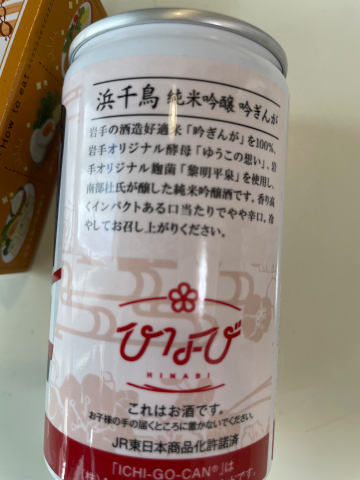 How to eat
浜千鳥 純米吟醸 吟ぎんが
岩手の酒造好適米「吟ぎんが」を100%、
岩手オリジナル酵母「ゆうこの想い」、岩
手オリジナル麹菌「黎明平泉」を使用し、
南部杜氏が醸した純米吟醸酒です。香り高
くインパクトある口当たりでやや辛口。冷
やしてお召し上がりください。
ひなび
HINABI
これはお酒です。
お子様の手の届くところに置かないでください。
JR東日本商品化許諾済
「ICHI-GO-CAN®」は